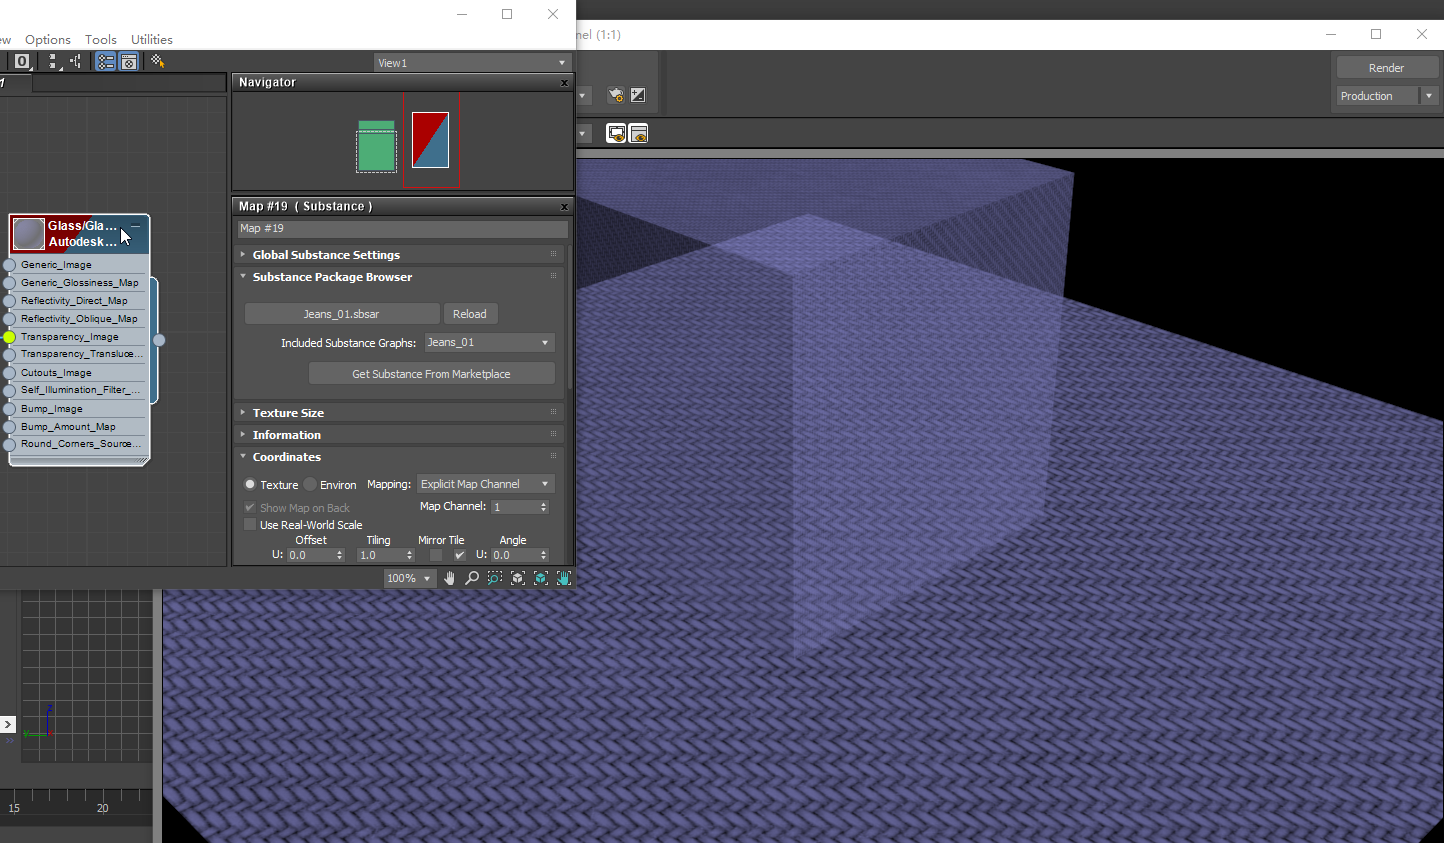 nel (1:1)
ew Options Tools Utilities
0
View1
1
Render
Production
Navigator
Map #19 ( Substance )
Map #19
Global Substance Settings
Substance Package Browser
Jeans_01.sbsar Reload
Included Substance Graphs: Jeans_01
Get Substance From Marketplace
Texture Size
Information
Coordinates
Texture Environ Mapping: Explicit Map Channel
Show Map on Back Map Channel: 1
Use Real-World Scale
Offset Tiling Mirror Tile Angle
U: 0.0 1.0 U: 0.0
100%
Glass/Gla...
Autodesk...
Generic_Image
Generic_Glossiness_Map
Reflectivity_Direct_Map
Reflectivity_Oblique_Map
Transparency_Image
Transparency_Transluce...
Cutouts_Image
Self_Illumination_Filter_...
Bump_Image
Bump_Amount_Map
Round_Corners_Source...
z
y
>
>>
15 20